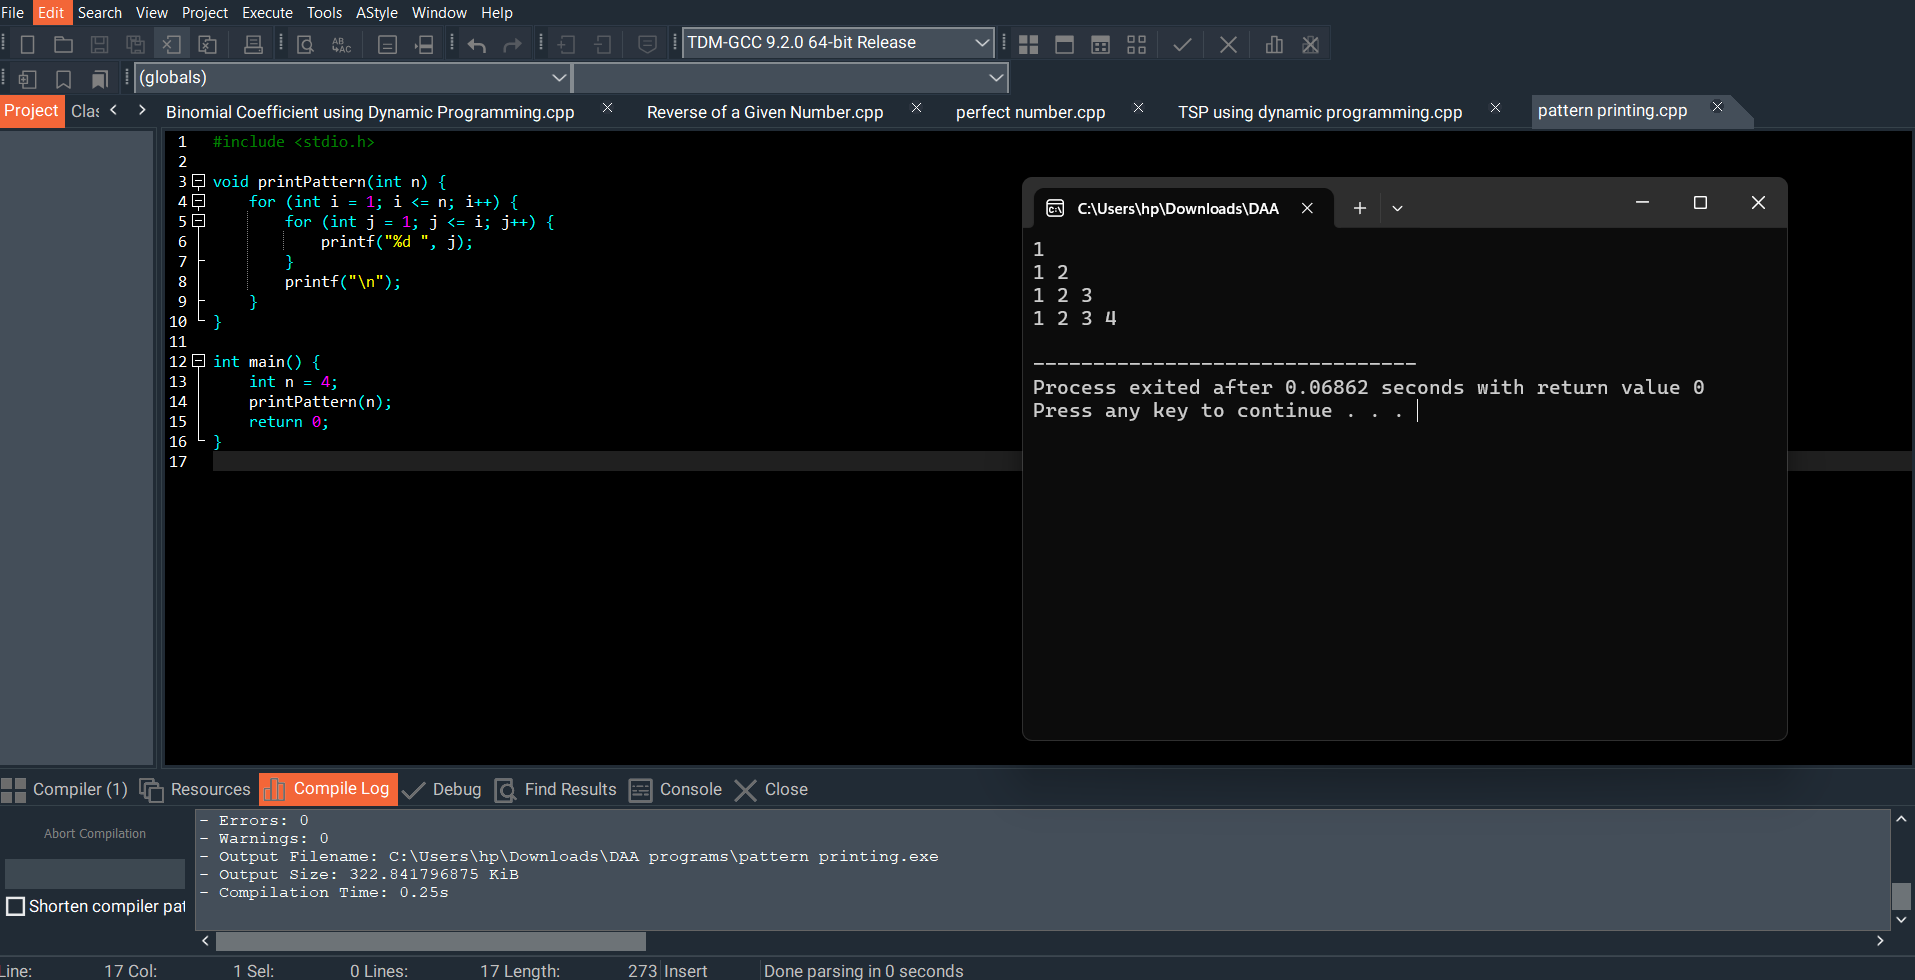 File Edit Search View Project Execute Tools AStyle Window Help
TDM-GCC 9.2.0 64-bit Release
(globals)
Project Clas Binomial Coefficient using Dynamic Programming.cpp Reverse of a Given Number.cpp perfect number.cpp TSP using dynamic programming.cpp pattern printing.cpp
1 #include <stdio.h>
2
3 void printPattern(int n) {
4 for (int i = 1; i <= n; i++) {
5 for (int j = 1; j <= i; j++) {
6 printf("%d ", j);
7 }
8 printf("\n");
9 }
10 }
11
12 int main() {
13 int n = 4;
14 printPattern(n);
15 return 0;
16 }
17
C:\Users\hp\Downloads\DAA
1
1 2
1 2 3
1 2 3 4
--------------------------------
Process exited after 0.06862 seconds with return value 0
Press any key to continue . . .
Compiler (1) Resources Compile Log Debug Find Results Console Close
Abort Compilation
Shorten compiler pat
- Errors: 0
- Warnings: 0
- Output Filename: C:\Users\hp\Downloads\DAA programs\pattern printing.exe
- Output Size: 322.841796875 KiB
- Compilation Time: 0.25s
Line: 17 Col: 1 Sel: 0 Lines: 17 Length: 273 Insert Done parsing in 0 seconds